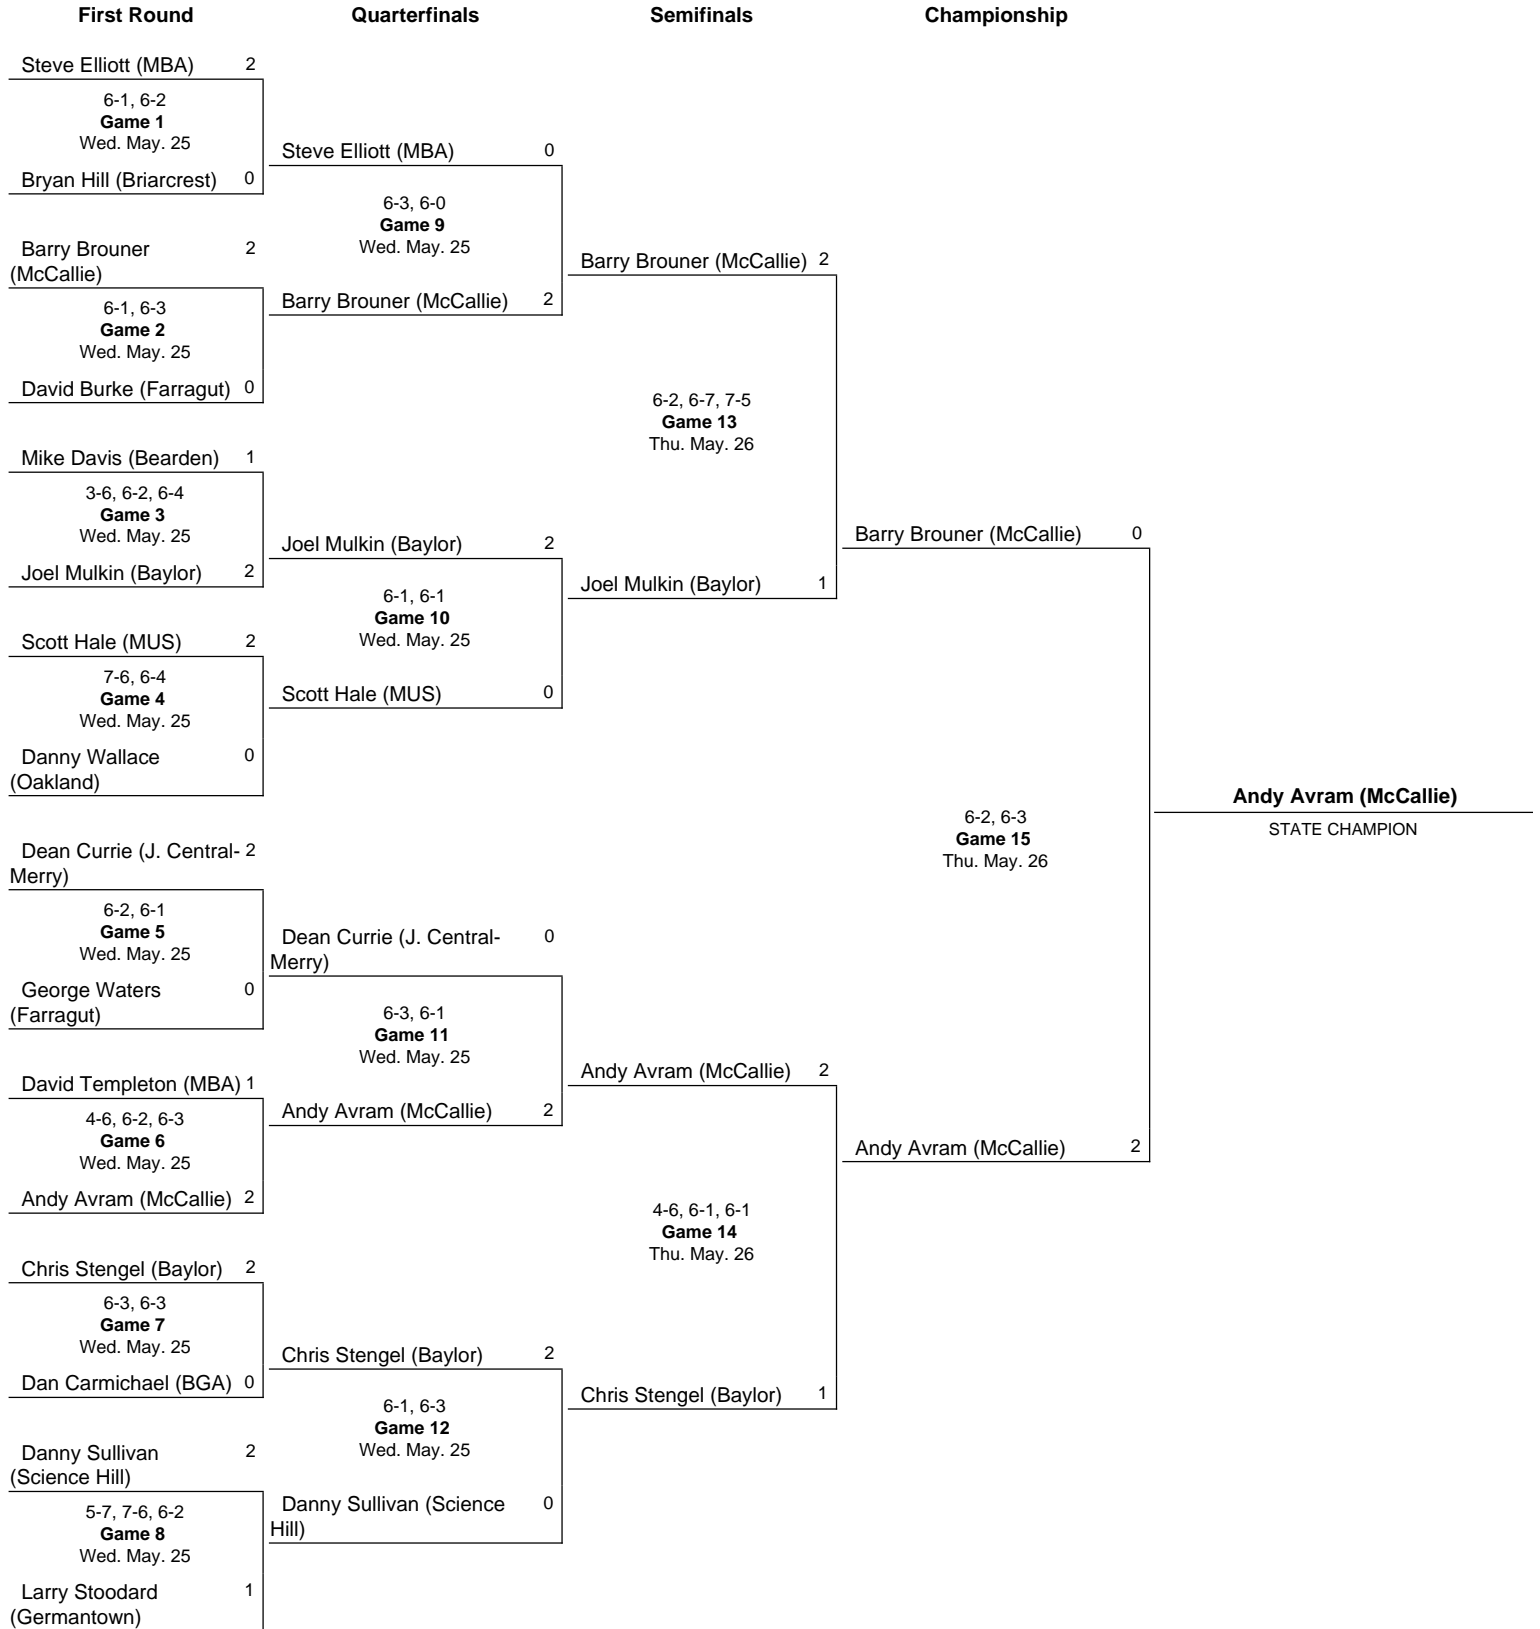 First Round
Quarterfinals
Semifinals
Championship
Steve Elliott (MBA) 2
6-1, 6-2
Game 1
Wed. May. 25
Bryan Hill (Briarcrest) 0
Barry Brouner 2
(McCallie)
6-1, 6-3
Game 2
Wed. May. 25
David Burke (Farragut) 0
Mike Davis (Bearden) 1
3-6, 6-2, 6-4
Game 3
Wed. May. 25
Joel Mulkin (Baylor) 2
Scott Hale (MUS) 2
7-6, 6-4
Game 4
Wed. May. 25
Danny Wallace 0
(Oakland)
Dean Currie (J. Central- 2
Merry)
6-2, 6-1
Game 5
Wed. May. 25
George Waters 0
(Farragut)
David Templeton (MBA) 1
4-6, 6-2, 6-3
Game 6
Wed. May. 25
Andy Avram (McCallie) 2
Chris Stengel (Baylor) 2
6-3, 6-3
Game 7
Wed. May. 25
Dan Carmichael (BGA) 0
Danny Sullivan 2
(Science Hill)
5-7, 7-6, 6-2
Game 8
Wed. May. 25
Larry Stoodard 1
(Germantown)
Steve Elliott (MBA) 0
6-3, 6-0
Game 9
Wed. May. 25
Barry Brouner (McCallie) 2
Joel Mulkin (Baylor) 2
6-1, 6-1
Game 10
Wed. May. 25
Scott Hale (MUS) 0
Dean Currie (J. Central- 0
Merry)
6-3, 6-1
Game 11
Wed. May. 25
Andy Avram (McCallie) 2
Chris Stengel (Baylor) 2
6-1, 6-3
Game 12
Wed. May. 25
Danny Sullivan (Science 0
Hill)
Barry Brouner (McCallie) 2
6-2, 6-7, 7-5
Game 13
Thu. May. 26
Joel Mulkin (Baylor) 1
Andy Avram (McCallie) 2
4-6, 6-1, 6-1
Game 14
Thu. May. 26
Chris Stengel (Baylor) 1
Barry Brouner (McCallie) 0
6-2, 6-3
Game 15
Thu. May. 26
Andy Avram (McCallie) 2
Andy Avram (McCallie)
STATE CHAMPION